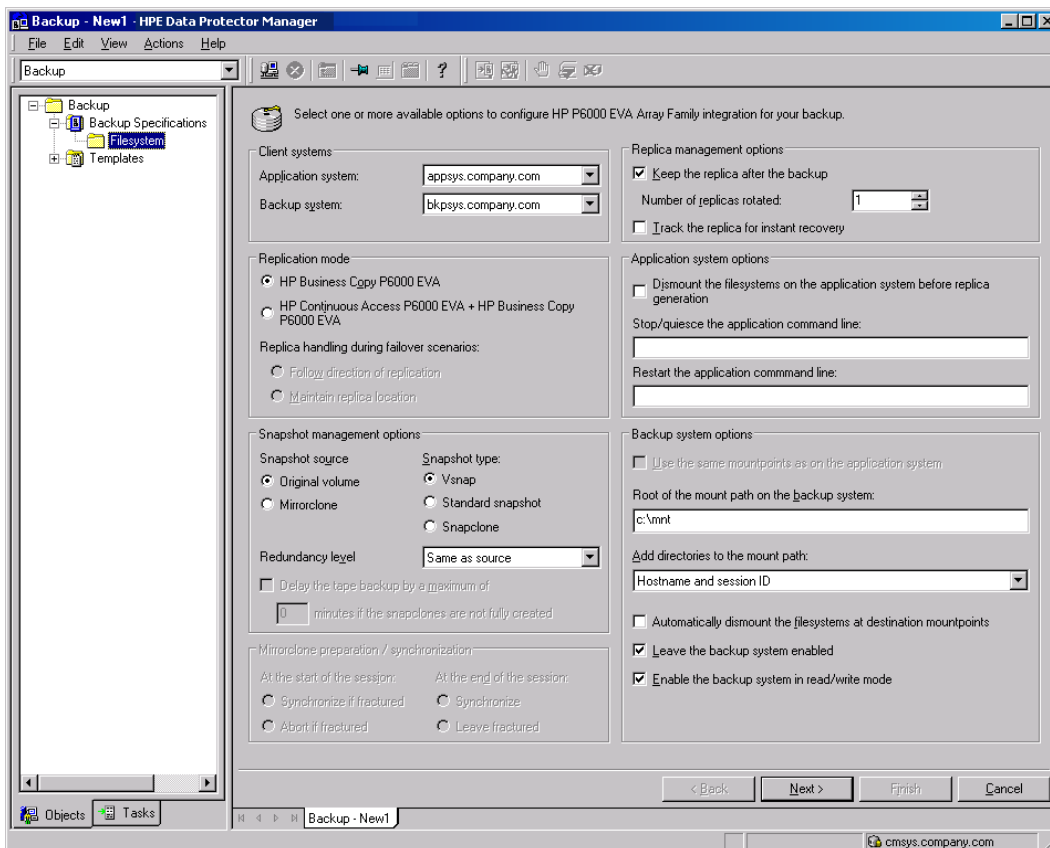 Backup - New1 - HPE Data Protector Manager
File Edit View Actions Help
Backup
Backup
Backup Specifications
Filesystem
Templates
Select one or more available options to configure HP P6000 EVA Array Family integration for your backup.
Client systems
Application system: appsys.company.com
Backup system: bkpsys.company.com
Replica management options
Keep the replica after the backup
Number of replicas rotated: 1
Track the replica for instant recovery
Replication mode
HP Business Copy P6000 EVA
HP Continuous Access P6000 EVA + HP Business Copy
P6000 EVA
Replica handling during failover scenarios:
Follow direction of replication
Maintain replica location
Application system options
Dismount the filesystems on the application system before replica
generation
Stop/quiesce the application command line:
Restart the application commmand line:
Snapshot management options
Snapshot source Snapshot type:
Original volume Vsnap
Mirrorclone Standard snapshot
Snapclone
Redundancy level Same as source
Delay the tape backup by a maximum of
0 minutes if the snapclones are not fully created
Mirrorclone preparation / synchronization
At the start of the session: At the end of the session:
Synchronize if fractured Synchronize
Abort if fractured Leave fractured
Backup system options
Use the same mountpoints as on the application system
Root of the mount path on the backup system:
c:\mnt
Add directories to the mount path:
Hostname and session ID
Automatically dismount the filesystems at destination mountpoints
Leave the backup system enabled
Enable the backup system in read/write mode
< Back Next > Finish Cancel
Objects Tasks
Backup - New1
cmsys.company.com